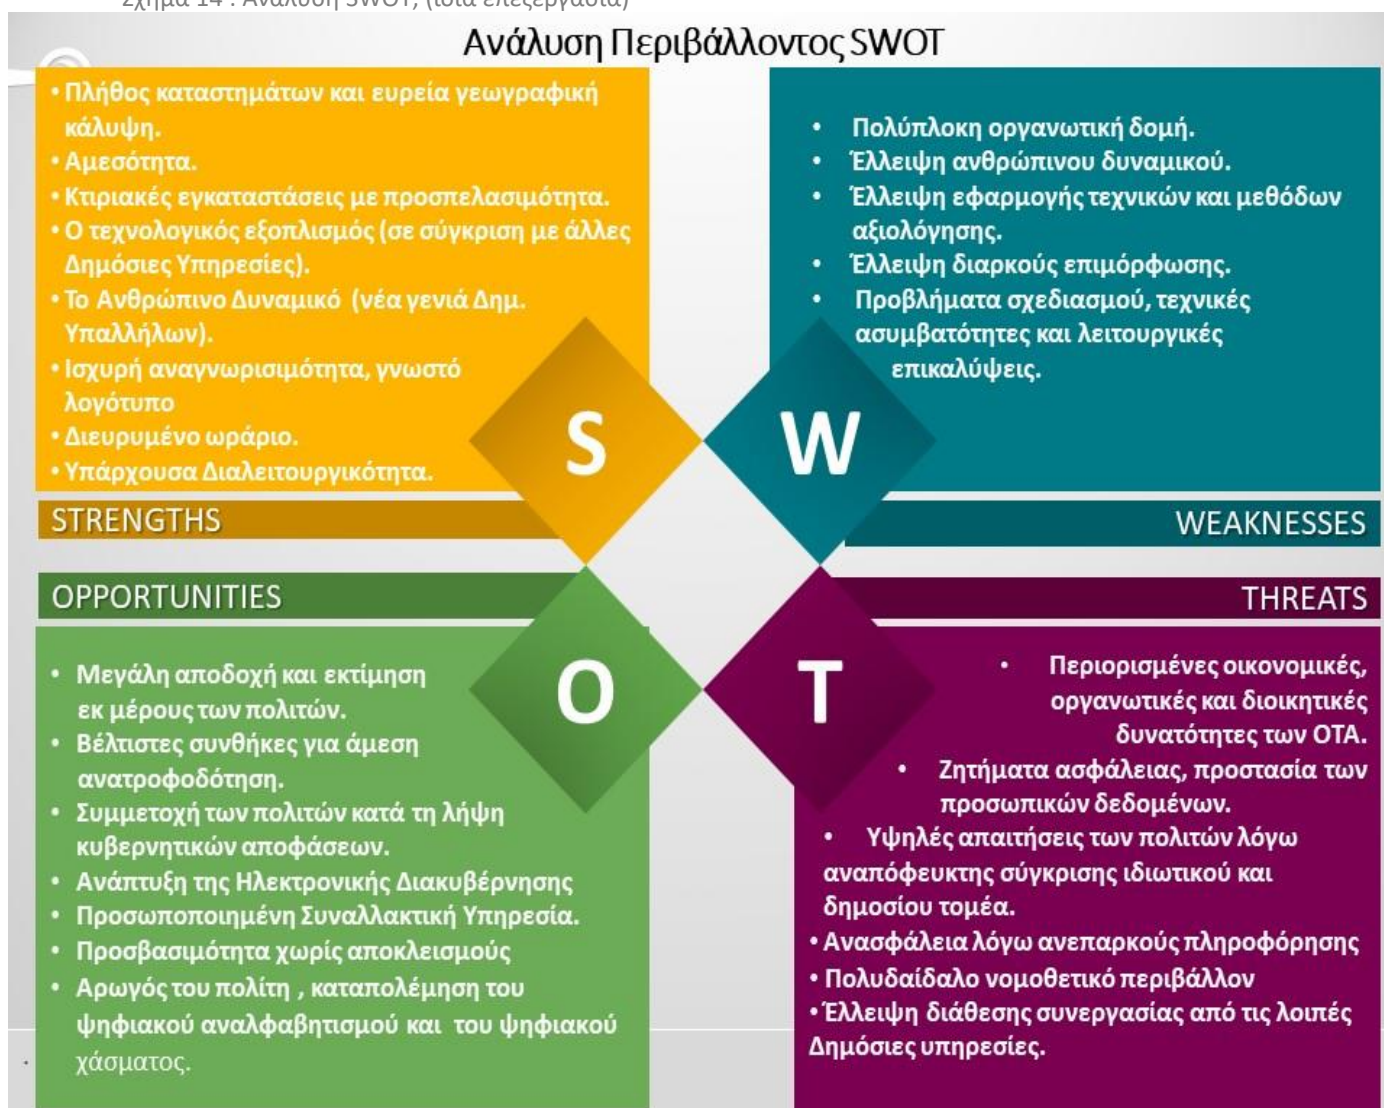 Σχήμα 14 : Ανάλυση SWOT, (ιδία επεξεργασία)
Ανάλυση Περιβάλλοντος SWOT
• Πλήθος καταστημάτων και ευρεία γεωγραφική
κάλυψη.
• Αμεσότητα.
• Κτιριακές εγκαταστάσεις με προσπελασιμότητα.
• Ο τεχνολογικός εξοπλισμός (σε σύγκριση με άλλες
Δημόσιες Υπηρεσίες).
• Το Ανθρώπινο Δυναμικό (νέα γενιά Δημ.
Υπαλλήλων).
• Ισχυρή αναγνωρισιμότητα, γνωστό
λογότυπο
• Διευρυμένο ωράριο.
• Υπάρχουσα Διαλειτουργικότητα.
S
STRENGTHS
• Πολύπλοκη οργανωτική δομή.
• Έλλειψη ανθρώπινου δυναμικού.
• Έλλειψη εφαρμογής τεχνικών και μεθόδων
αξιολόγησης.
• Έλλειψη διαρκούς επιμόρφωσης.
• Προβλήματα σχεδιασμού, τεχνικές
ασυμβατότητες και λειτουργικές
επικαλύψεις.
W
WEAKNESSES
OPPORTUNITIES
• Μεγάλη αποδοχή και εκτίμηση
εκ μέρους των πολιτών.
• Βέλτιστες συνθήκες για άμεση
ανατροφοδότηση.
• Συμμετοχή των πολιτών κατά τη λήψη
κυβερνητικών αποφάσεων.
• Ανάπτυξη της Ηλεκτρονικής Διακυβέρνησης
• Προσωποποιημένη Συναλλακτική Υπηρεσία.
• Προσβασιμότητα χωρίς αποκλεισμούς
• Αρωγός του πολίτη , καταπολέμηση του
ψηφιακού αναλφαβητισμού και του ψηφιακού
χάσματος.
O
THREATS
T
• Περιορισμένες οικονομικές,
οργανωτικές και διοικητικές
δυνατότητες των ΟΤΑ.
• Ζητήματα ασφάλειας, προστασία των
προσωπικών δεδομένων.
• Υψηλές απαιτήσεις των πολιτών λόγω
αναπόφευκτης σύγκρισης ιδιωτικού και
δημοσίου τομέα.
• Ανασφάλεια λόγω ανεπαρκούς πληροφόρησης
• Πολυδαίδαλο νομοθετικό περιβάλλον
• Έλλειψη διάθεσης συνεργασίας από τις λοιπές
Δημόσιες υπηρεσίες.